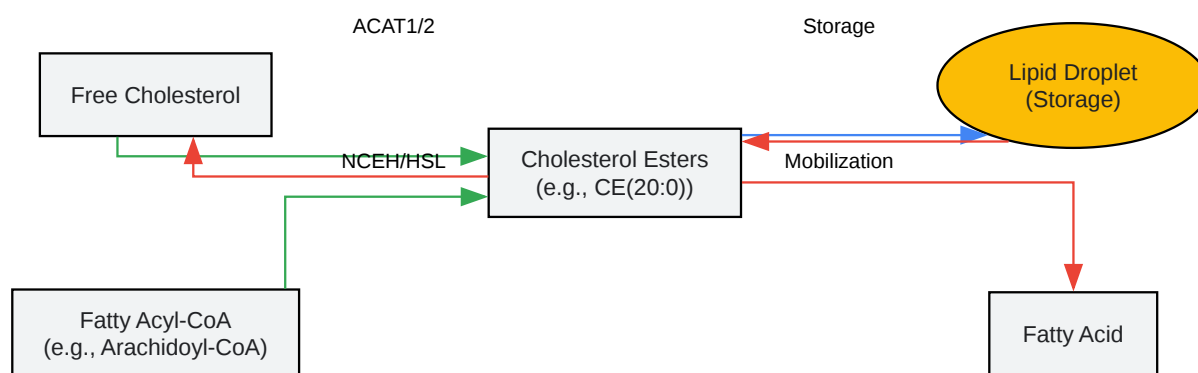 ACAT1/2
Storage
Free Cholesterol
Lipid Droplet
(Storage)
NCEH/HSL
Cholesterol Esters
(e.g., CE(20:0))
Mobilization
Fatty Acyl-CoA
(e.g., Arachidoyl-CoA)
Fatty Acid